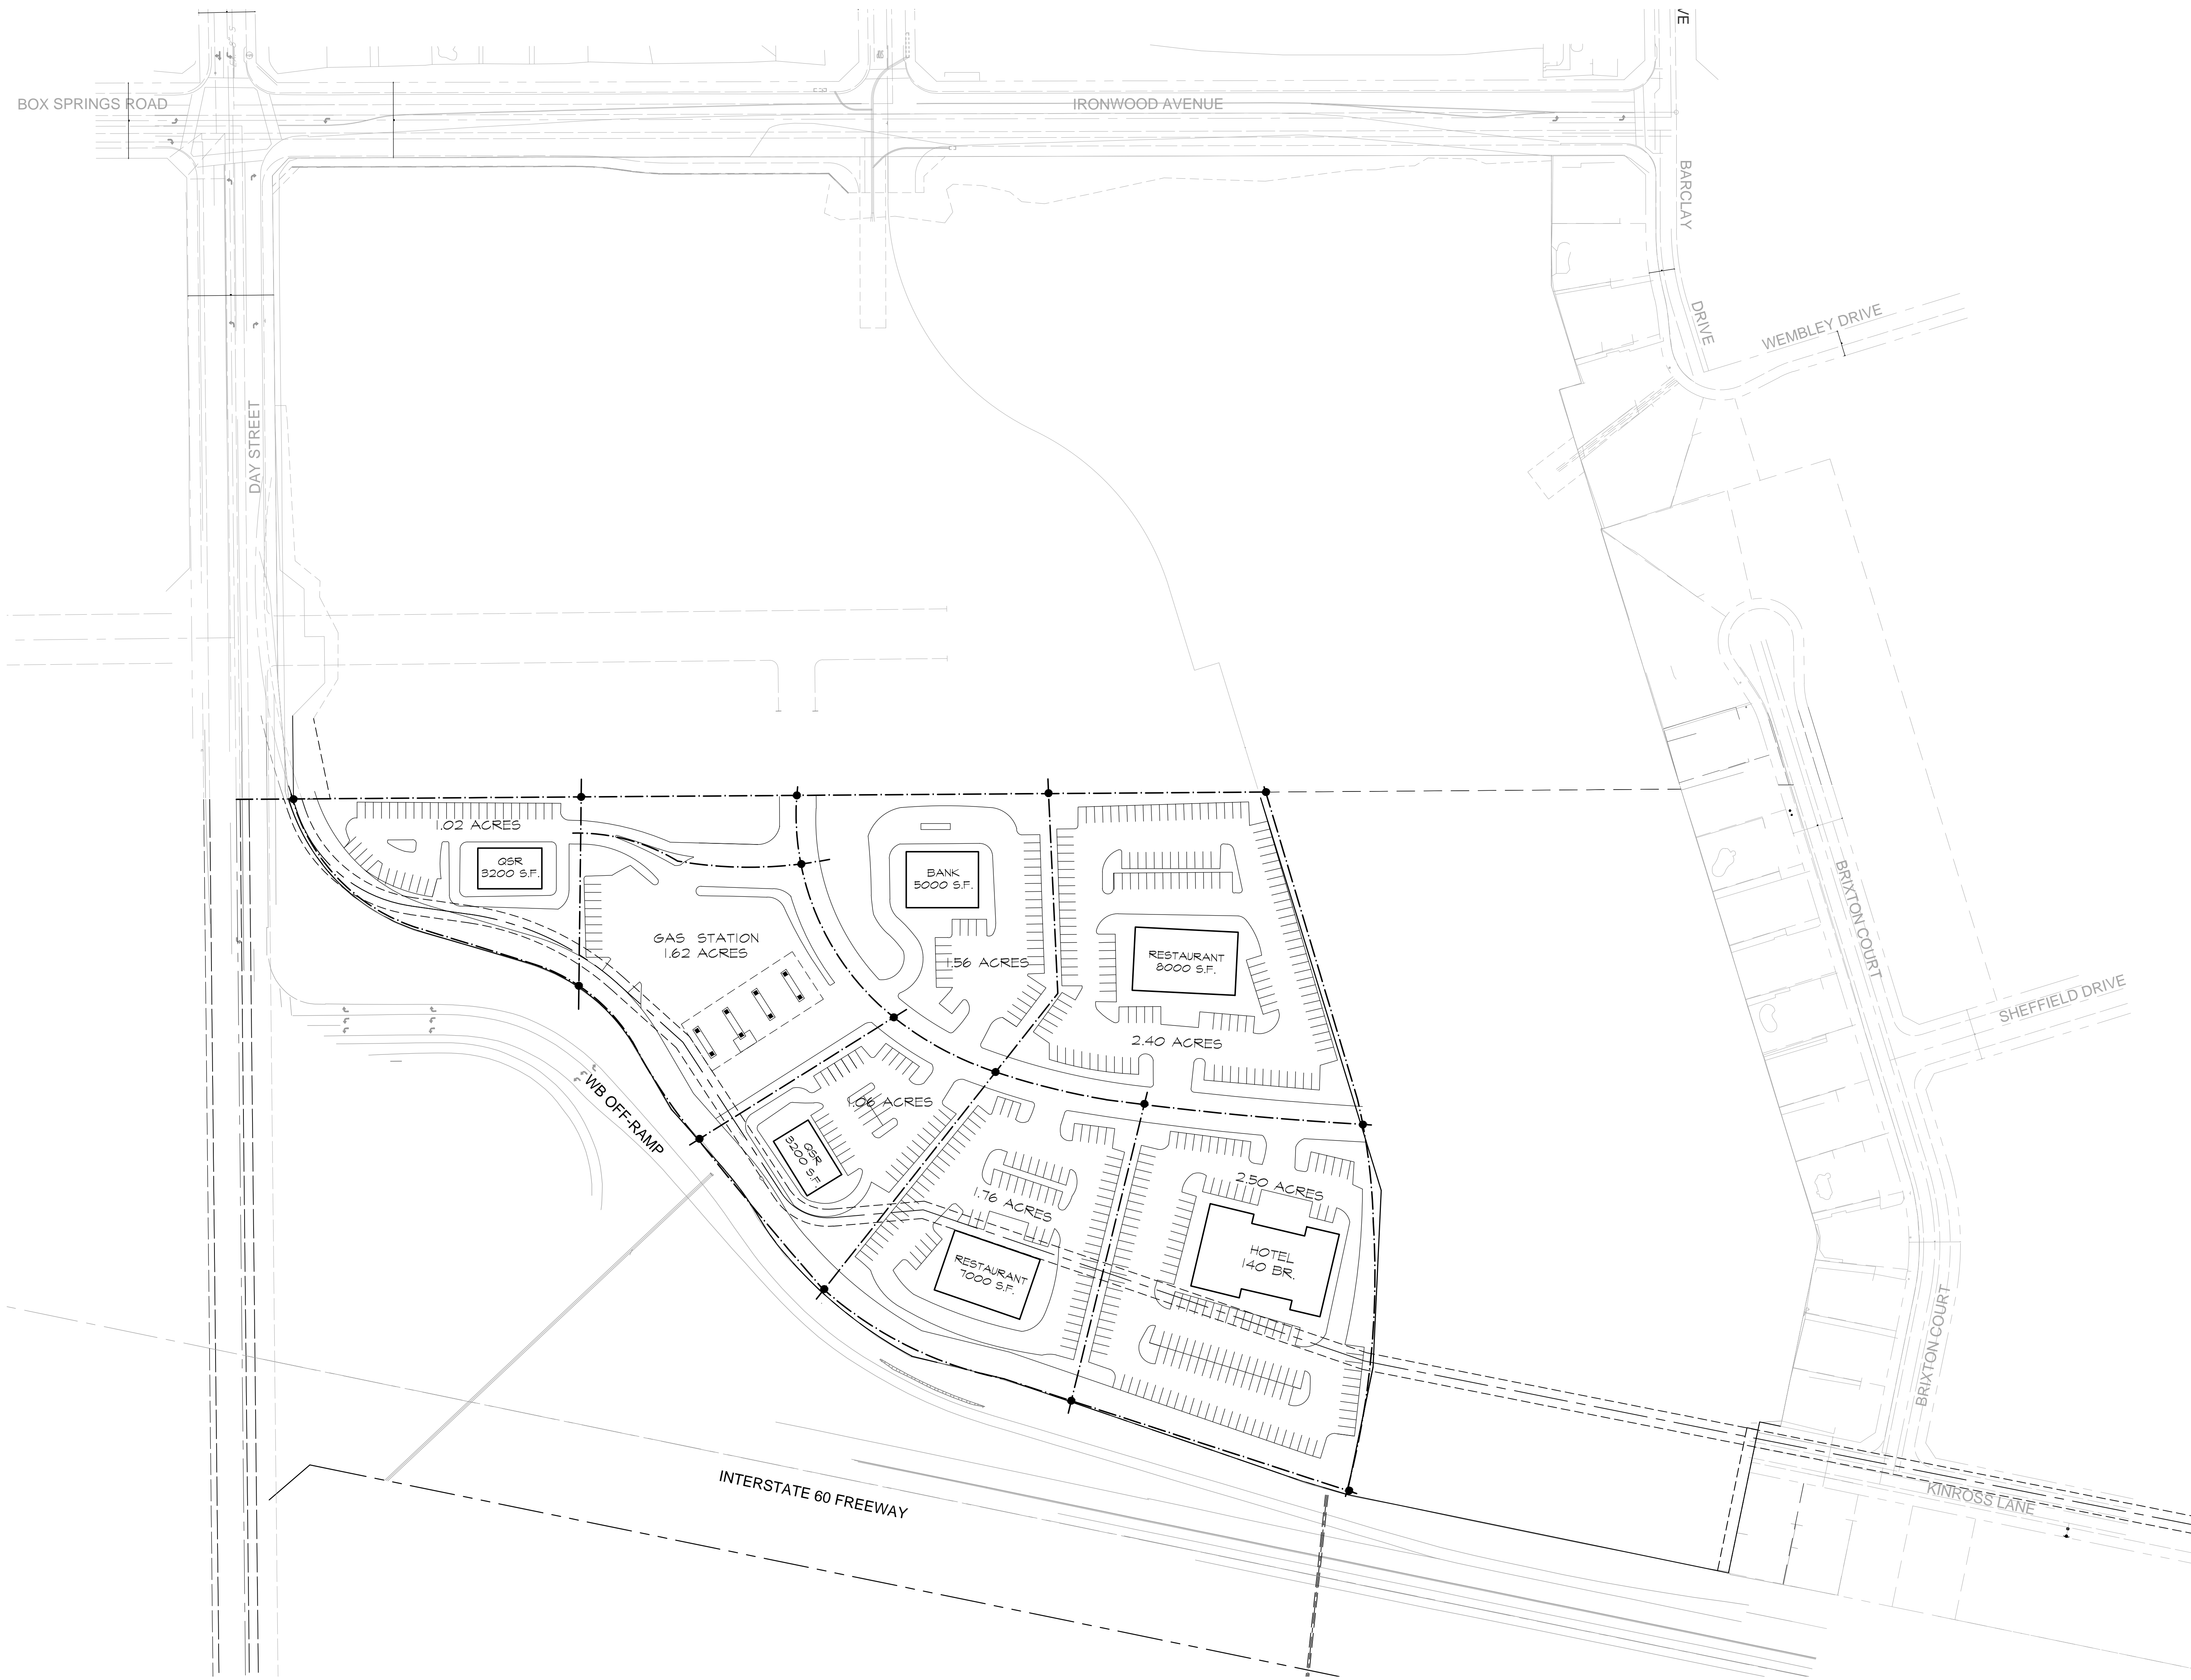 VE
BOX SPRINGS ROAD
IRONWOOD AVENUE
BARCLAY
DRIVE
WEMBLEY DRIVE
DAY STREET
1.02 ACRES
QSR
3200 S.F.
BANK
5000 S.F.
GAS STATION
1.62 ACRES
1.56 ACRES
RESTAURANT
8000 S.F.
2.40 ACRES
BRIXTON COURT
SHEFFIELD DRIVE
WB OFF-RAMP
1.06 ACRES
QSR
3200 S.F.
1.76 ACRES
RESTAURANT
7000 S.F.
2.50 ACRES
HOTEL
140 BR.
BRIXTON COURT
INTERSTATE 60 FREEWAY
KINROSS LANE